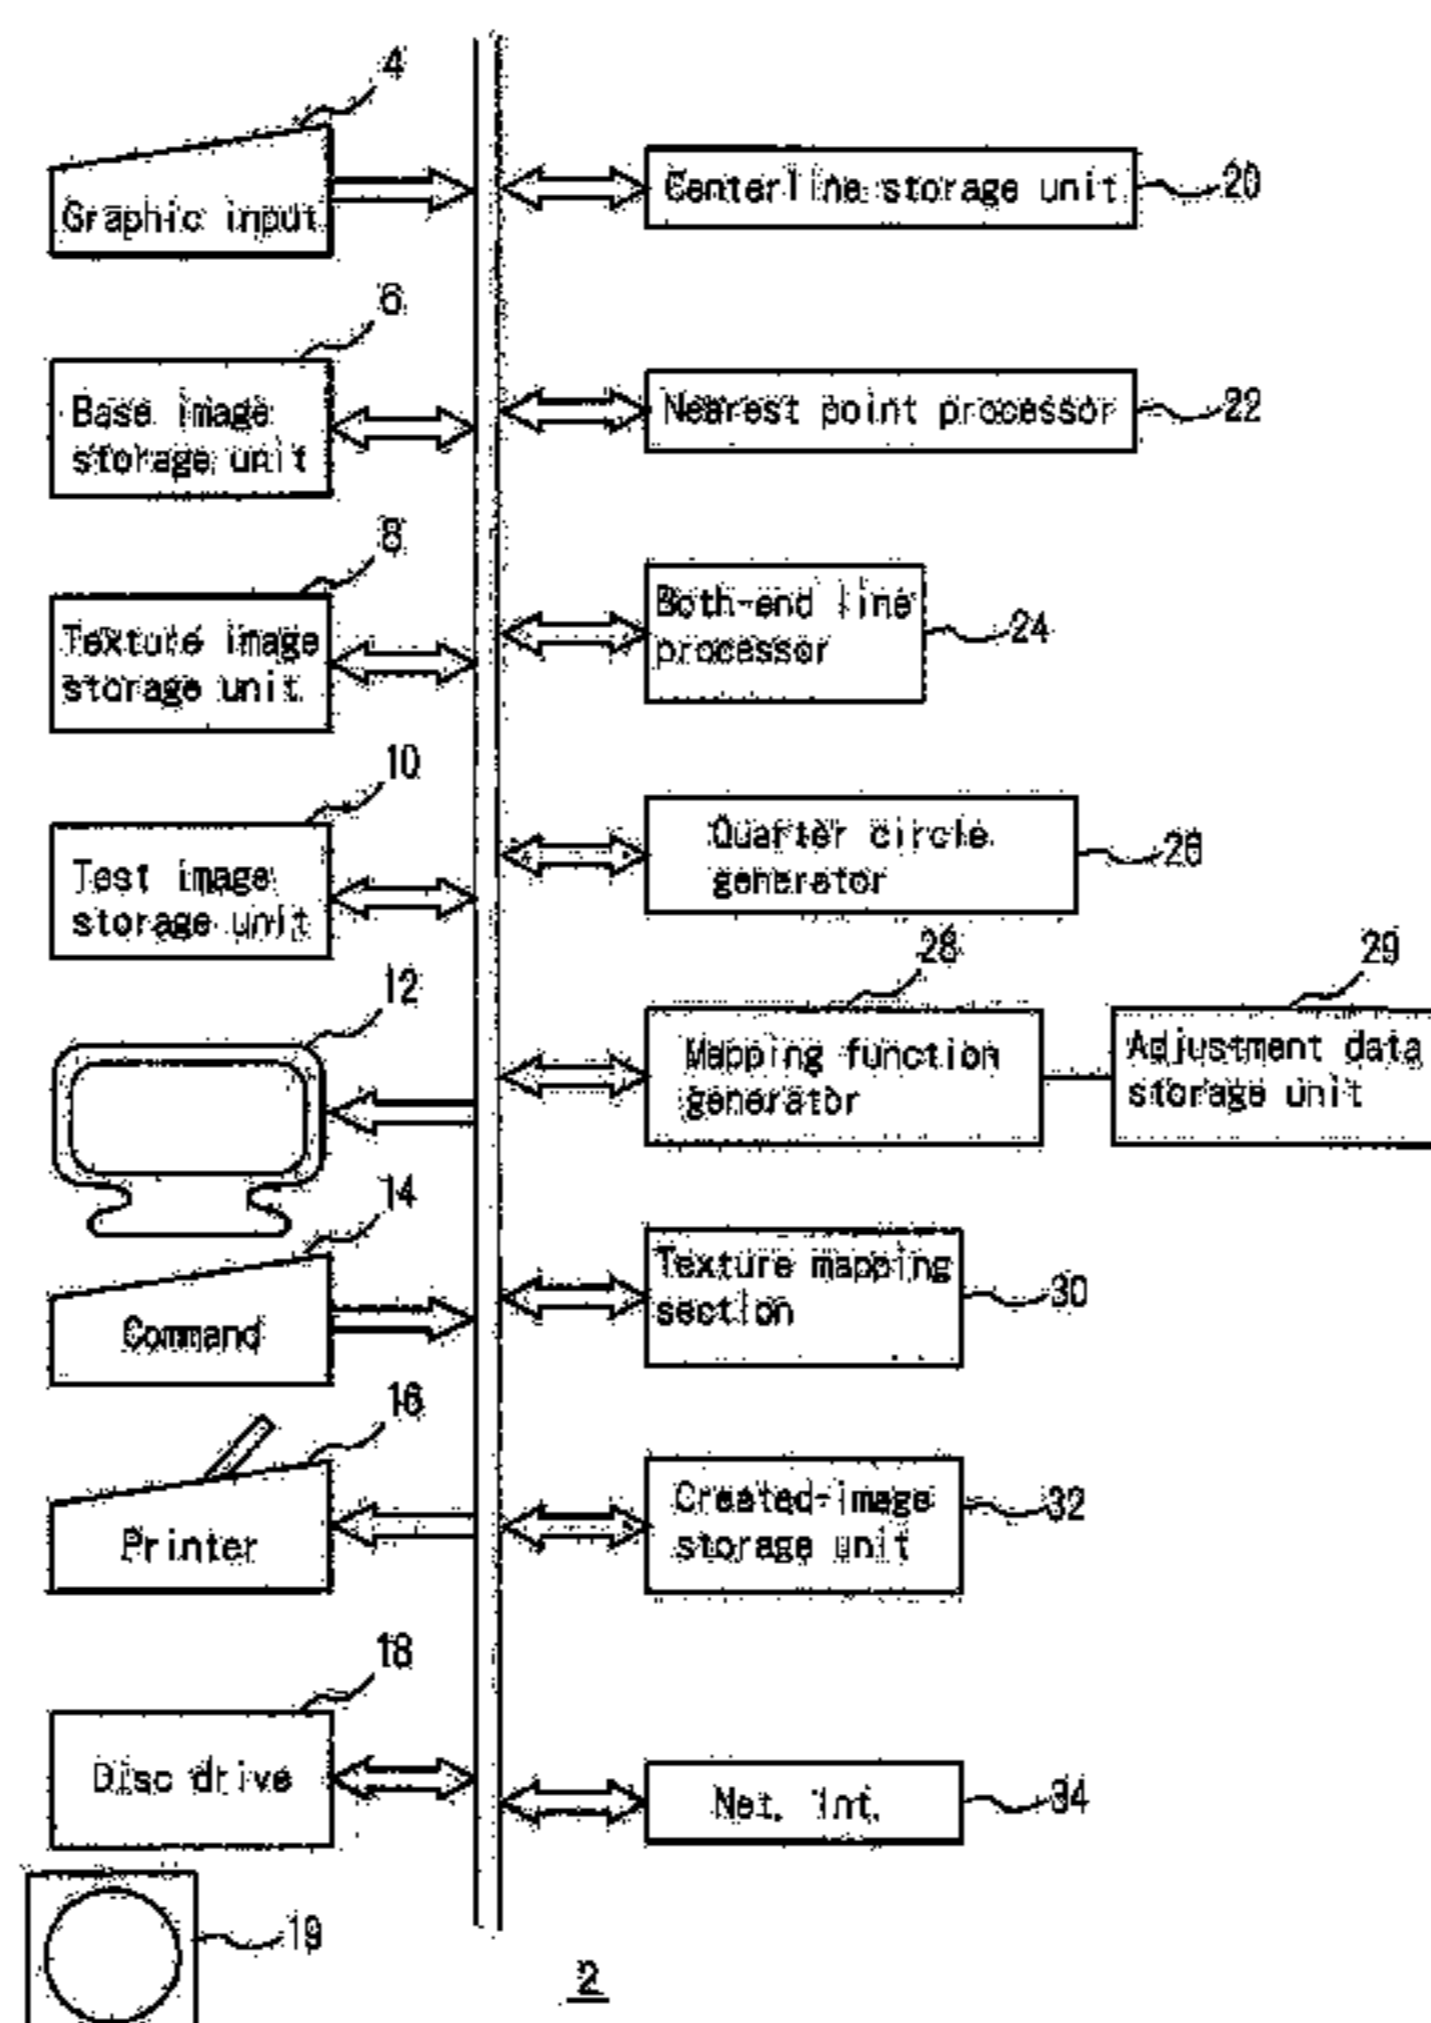 4
Graphic input
6
Base image
storage unit
8
Texture image
storage unit
10
Test image
storage unit
12
14
Command
16
Printer
18
Disc drive
19
Centerline storage unit
20
Nearest point processor
22
Both-end line
processor
24
Quarter circle
generator
26
28
Mapping function
generator
29
Adjustment data
storage unit
Texture mapping
section
30
Created-image
storage unit
32
Net. int.
34
2